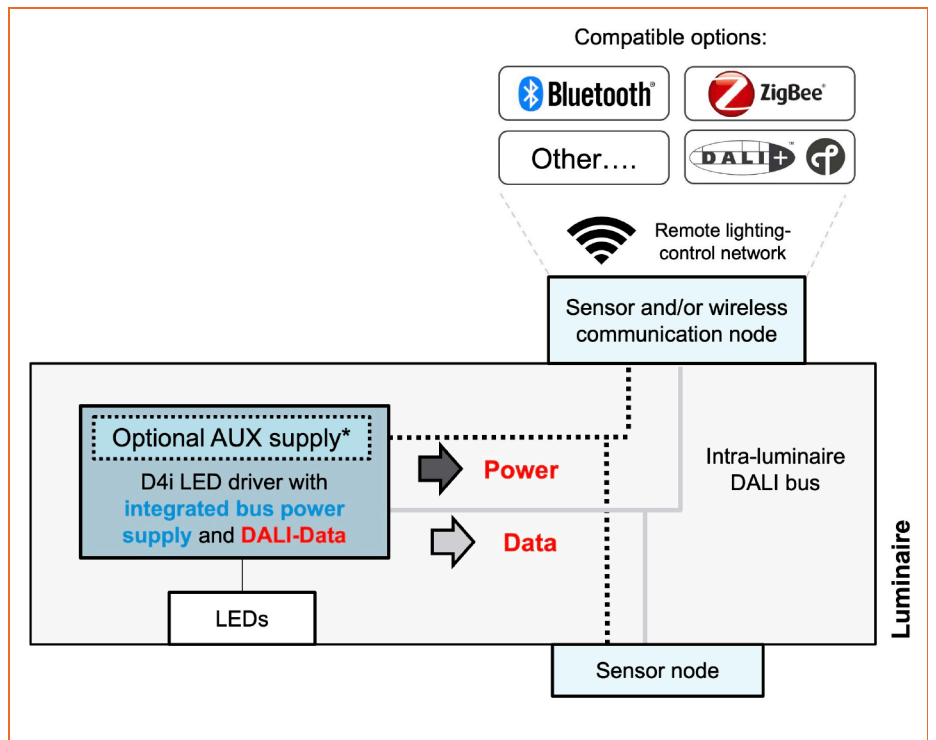 Compatible options:
Bluetooth®
ZigBee®
Other....
DALI+™
Remote lighting-
control network
Sensor and/or wireless
communication node
Optional AUX supply*
D4i LED driver with
integrated bus power
supply and DALI-Data
Power
Data
Intra-luminaire
DALI bus
Luminaire
LEDs
Sensor node